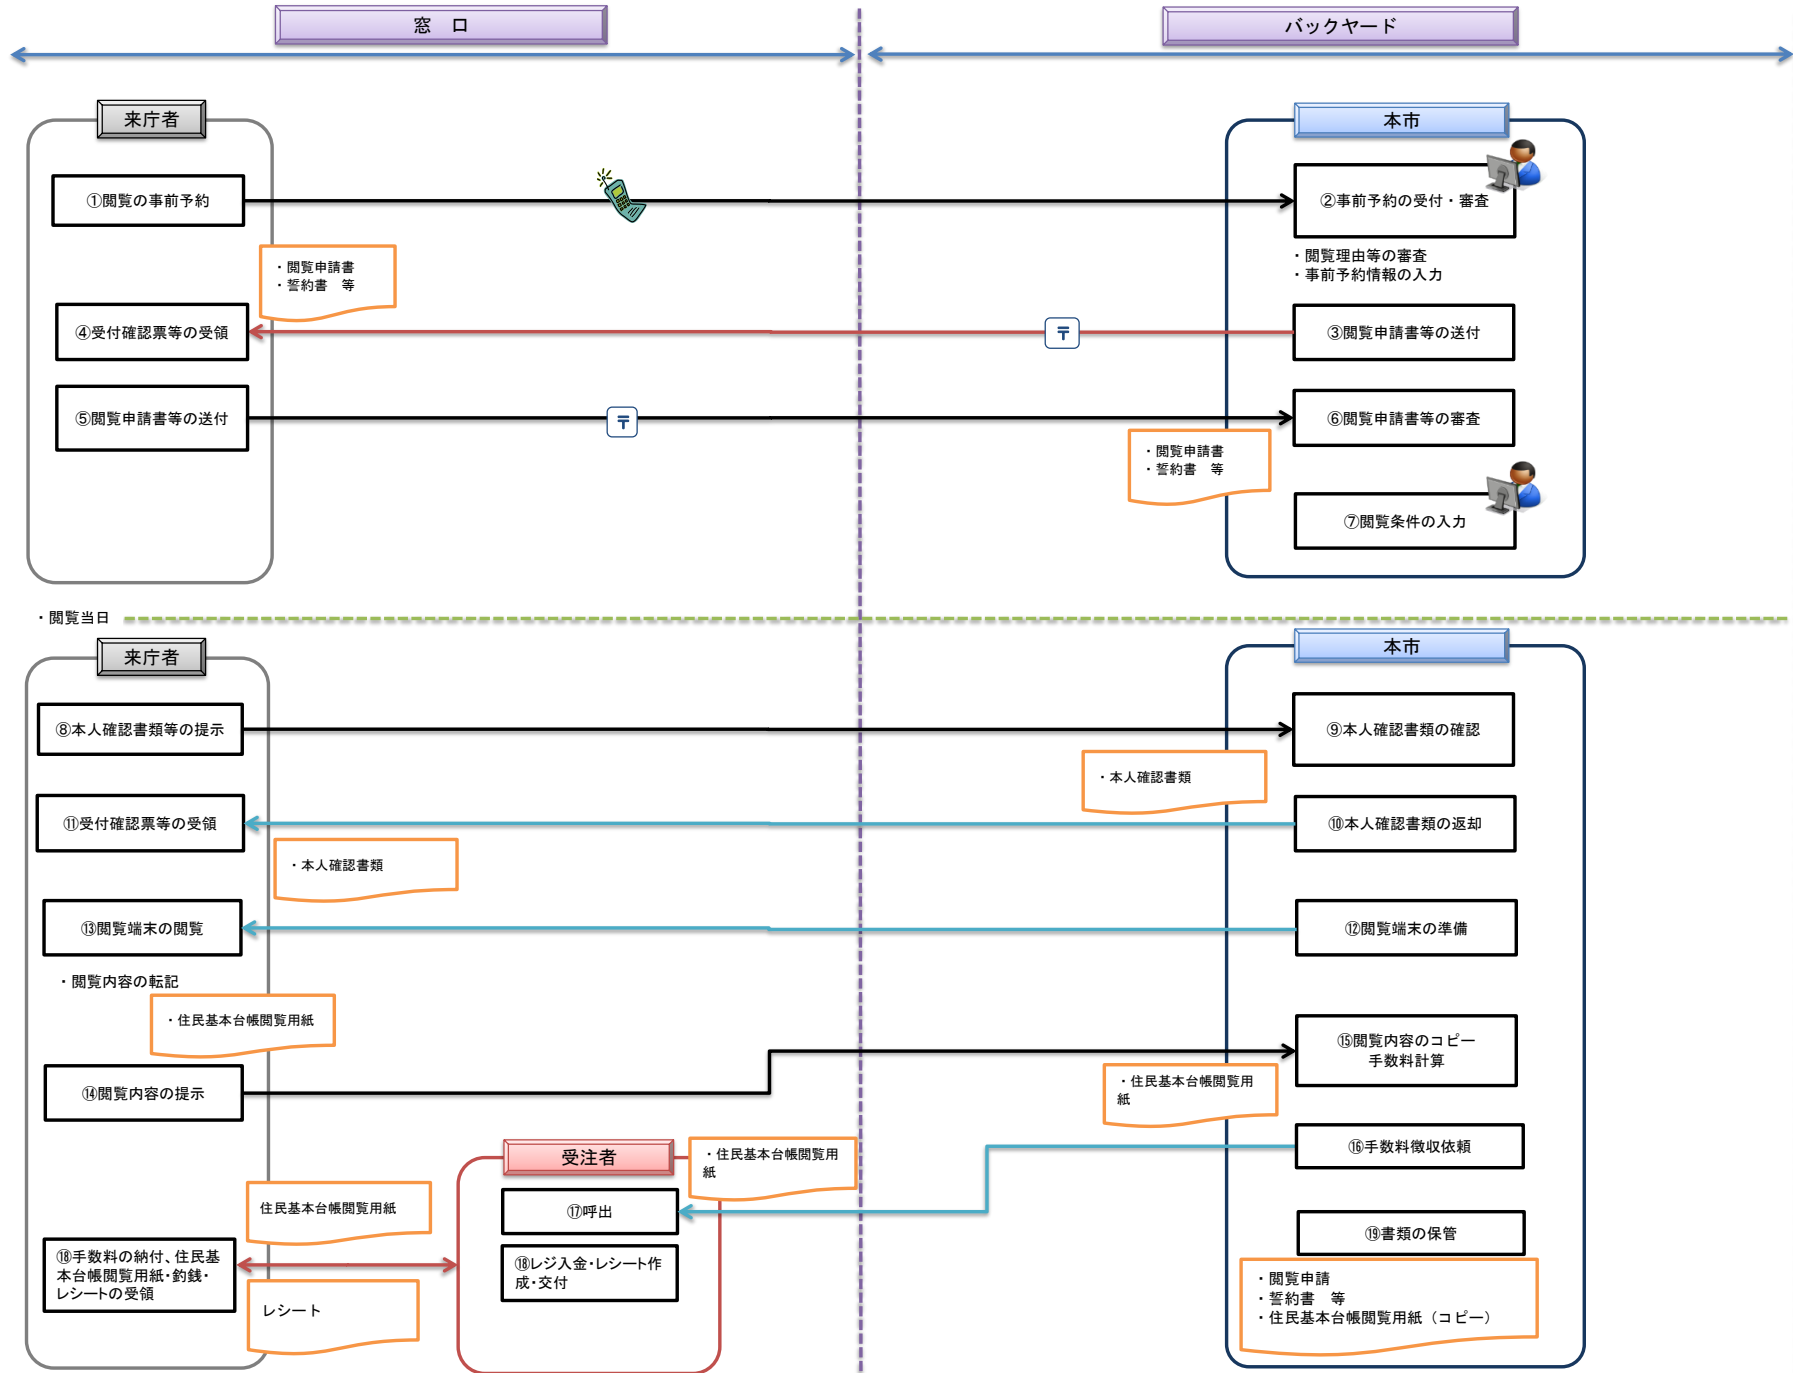 窓　口
バックヤード
来庁者
本市
①閲覧の事前予約
②事前予約の受付・審査
・閲覧申請書
・誓約書　等
・閲覧理由等の審査
・事前予約情報の入力
④受付確認票等の受領
〒
③閲覧申請書等の送付
⑤閲覧申請書等の送付
〒
⑥閲覧申請書等の審査
・閲覧申請書
・誓約書　等
⑦閲覧条件の入力
・閲覧当日
来庁者
本市
⑧本人確認書類等の提示
⑨本人確認書類の確認
・本人確認書類
⑪受付確認票等の受領
⑩本人確認書類の返却
・本人確認書類
⑬閲覧端末の閲覧
⑫閲覧端末の準備
・閲覧内容の転記
・住民基本台帳閲覧用紙
⑮閲覧内容のコピー
手数料計算
⑭閲覧内容の提示
・住民基本台帳閲覧用
紙
受注者
・住民基本台帳閲覧用
紙
⑯手数料徴収依頼
住民基本台帳閲覧用紙
⑰呼出
⑲書類の保管
⑱手数料の納付、住民基
本台帳閲覧用紙・釣銭・
レシートの受領
⑱レジ入金・レシート作
成・交付
レシート
・閲覧申請
・誓約書　等
・住民基本台帳閲覧用紙（コピー）